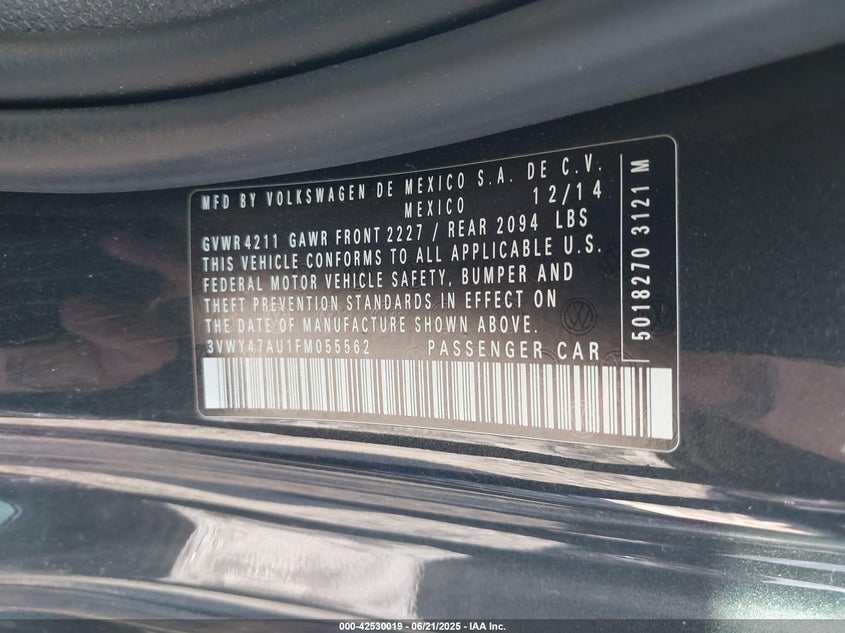 MFD BY VOLKSWAGEN DE MEXICO S.A. DE C.V.
MEXICO 12/14
GVWR 4211 GAWR FRONT 2227 / REAR 2094 LBS
THIS VEHICLE CONFORMS TO ALL APPLICABLE U.S.
FEDERAL MOTOR VEHICLE SAFETY, BUMPER AND
THEFT PREVENTION STANDARDS IN EFFECT ON
THE DATE OF MANUFACTURE SHOWN ABOVE.
3VWY47AU1FM055562 PASSENGER CAR
5018270 3121 M
000-42530019 - 06/21/2025 - IAA Inc.